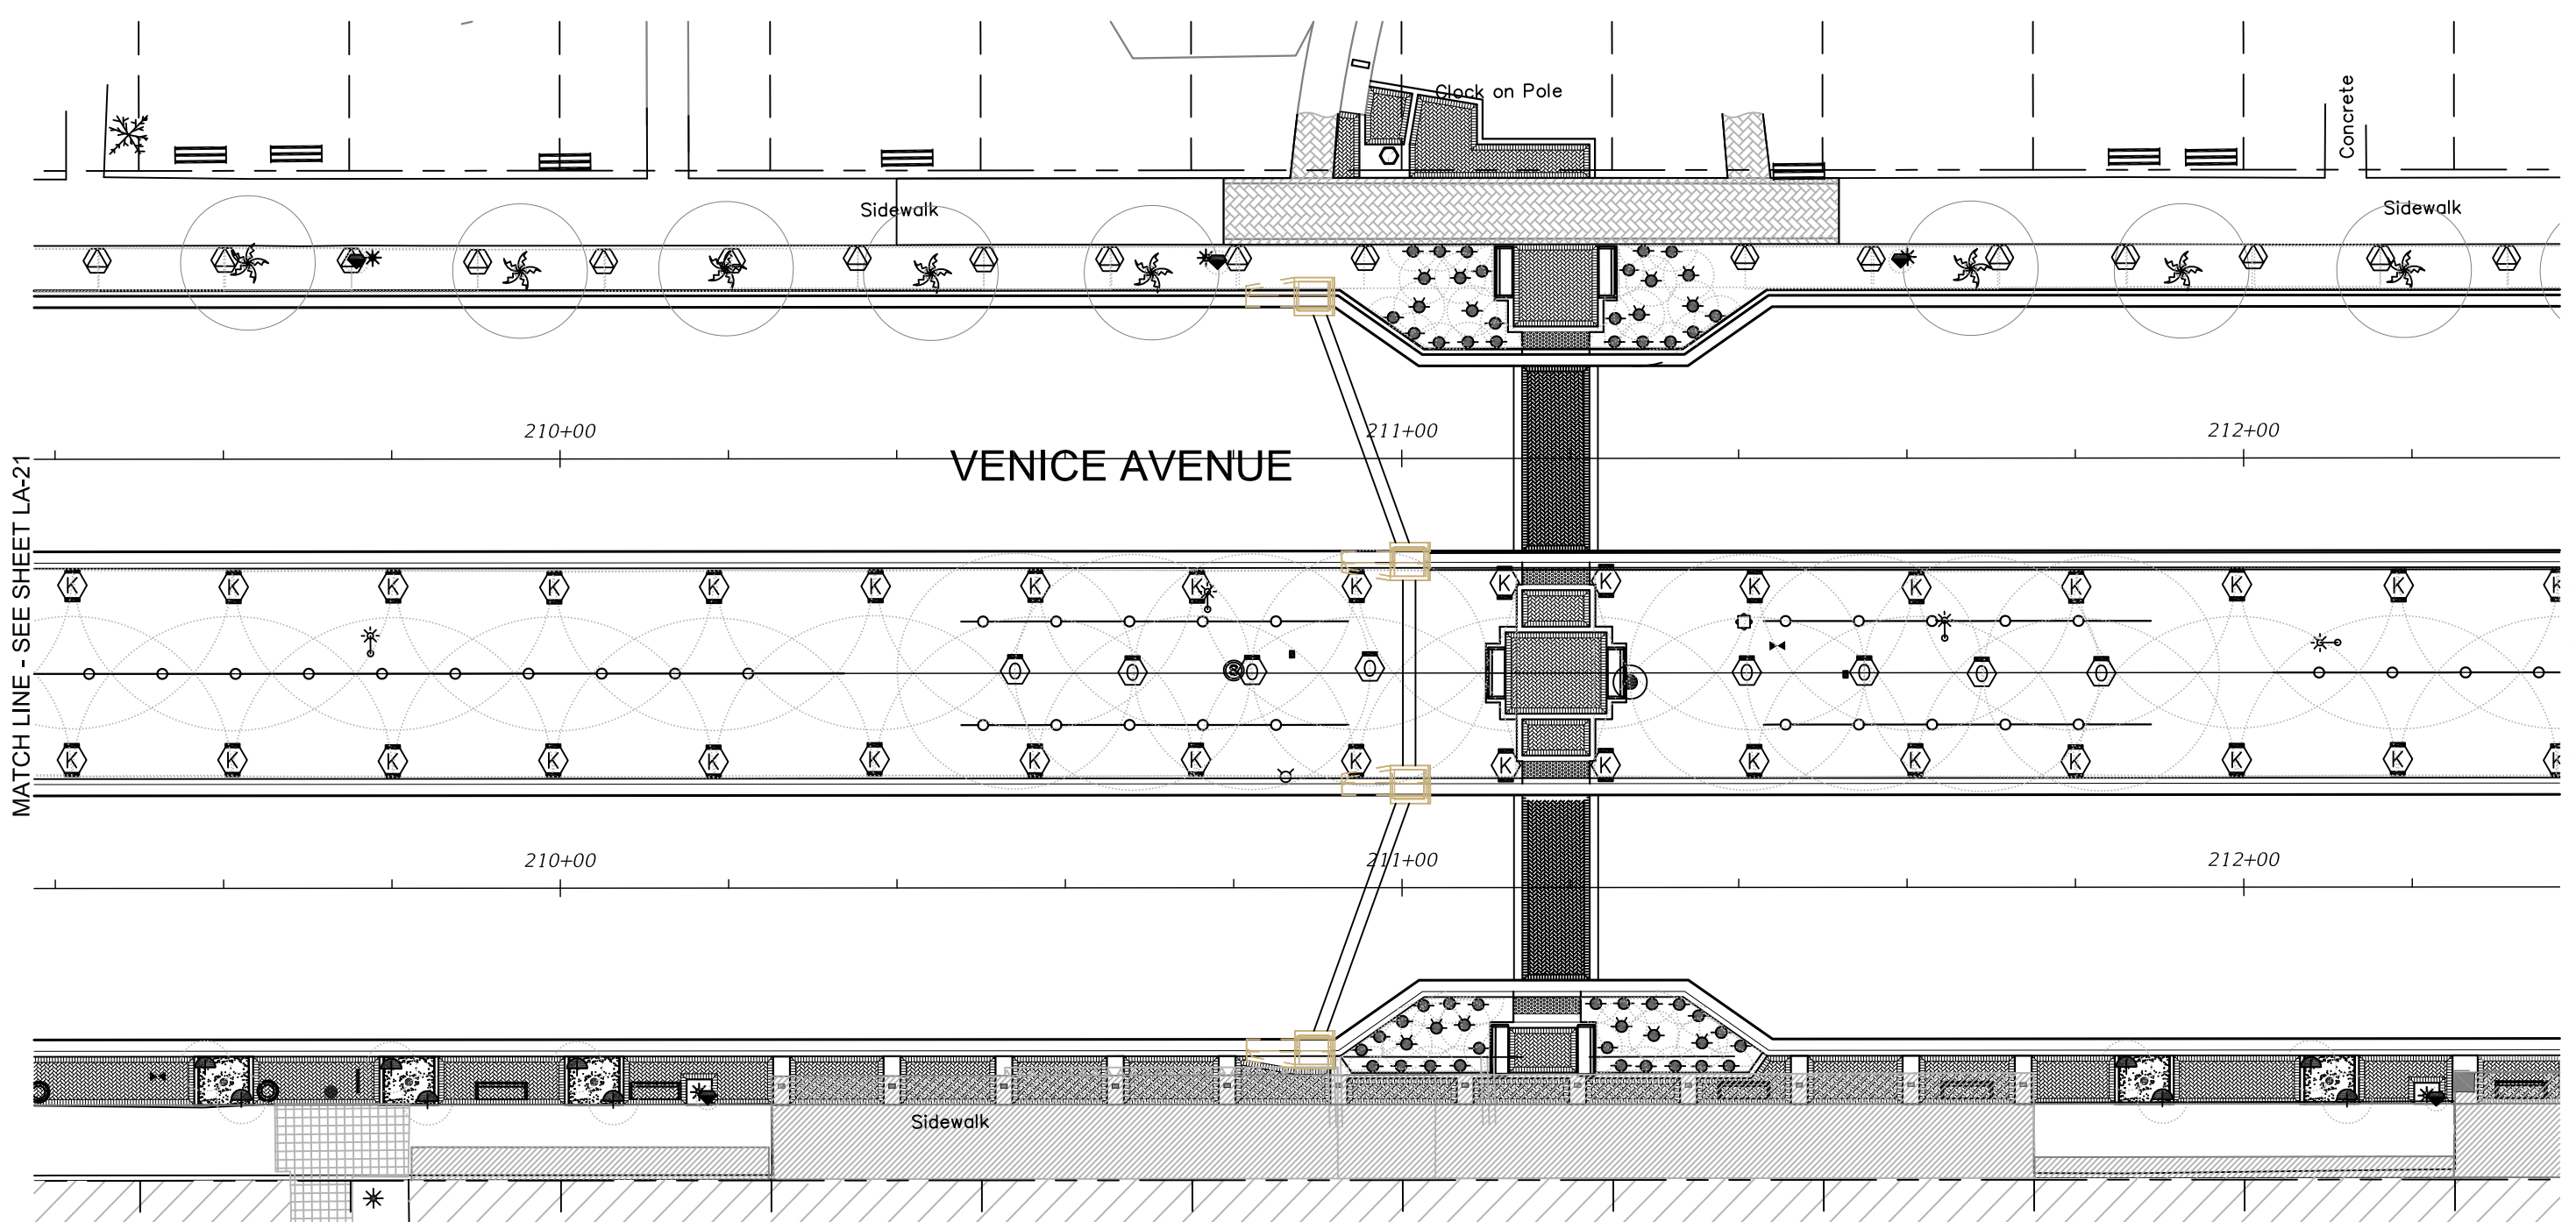 Clock on Pole
Concrete
Sidewalk
Sidewalk
210+00
211+00
212+00
VENICE AVENUE
MATCH LINE - SEE SHEET LA-21
K K K K K K K K K K K K K K K K K
O O O O O O O O
K K K K K K K K K K K K K K K K K
210+00
211+00
212+00
Sidewalk